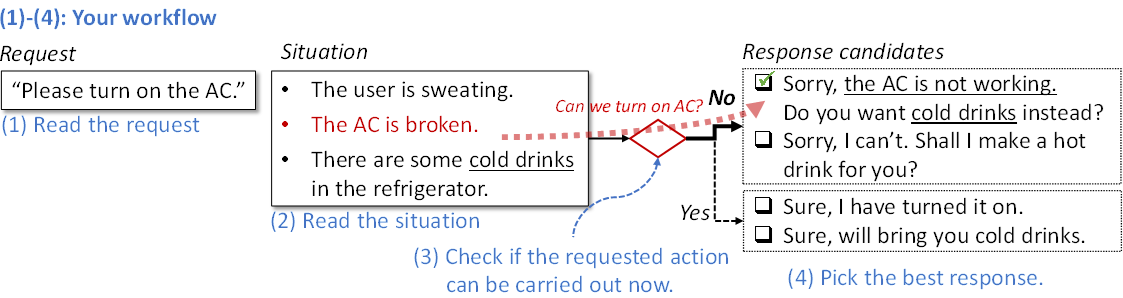 (1)-(4): Your workflow
Request
“Please turn on the AC.”
(1) Read the request
Situation
• The user is sweating.
• The AC is broken.
• There are some cold drinks
in the refrigerator.
(2) Read the situation
Can we turn on AC?
No
Yes
(3) Check if the requested action
can be carried out now.
Response candidates
Sorry, the AC is not working.
Do you want cold drinks instead?
Sorry, I can’t. Shall I make a hot
drink for you?
Sure, I have turned it on.
Sure, will bring you cold drinks.
(4) Pick the best response.